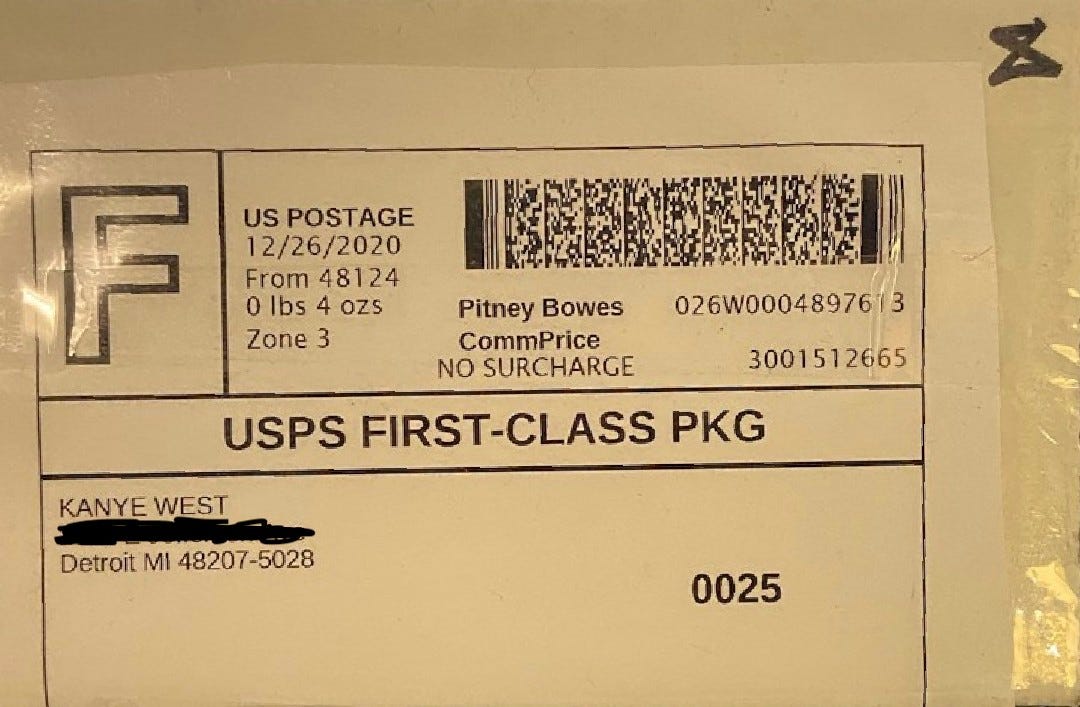 8
F
US POSTAGE
12/26/2020
From 48124
0 lbs 4 ozs
Zone 3
Pitney Bowes 026W0004897613
CommPrice
NO SURCHARGE 3001512665
USPS FIRST-CLASS PKG
KANYE WEST
Detroit MI 48207-5028
0025